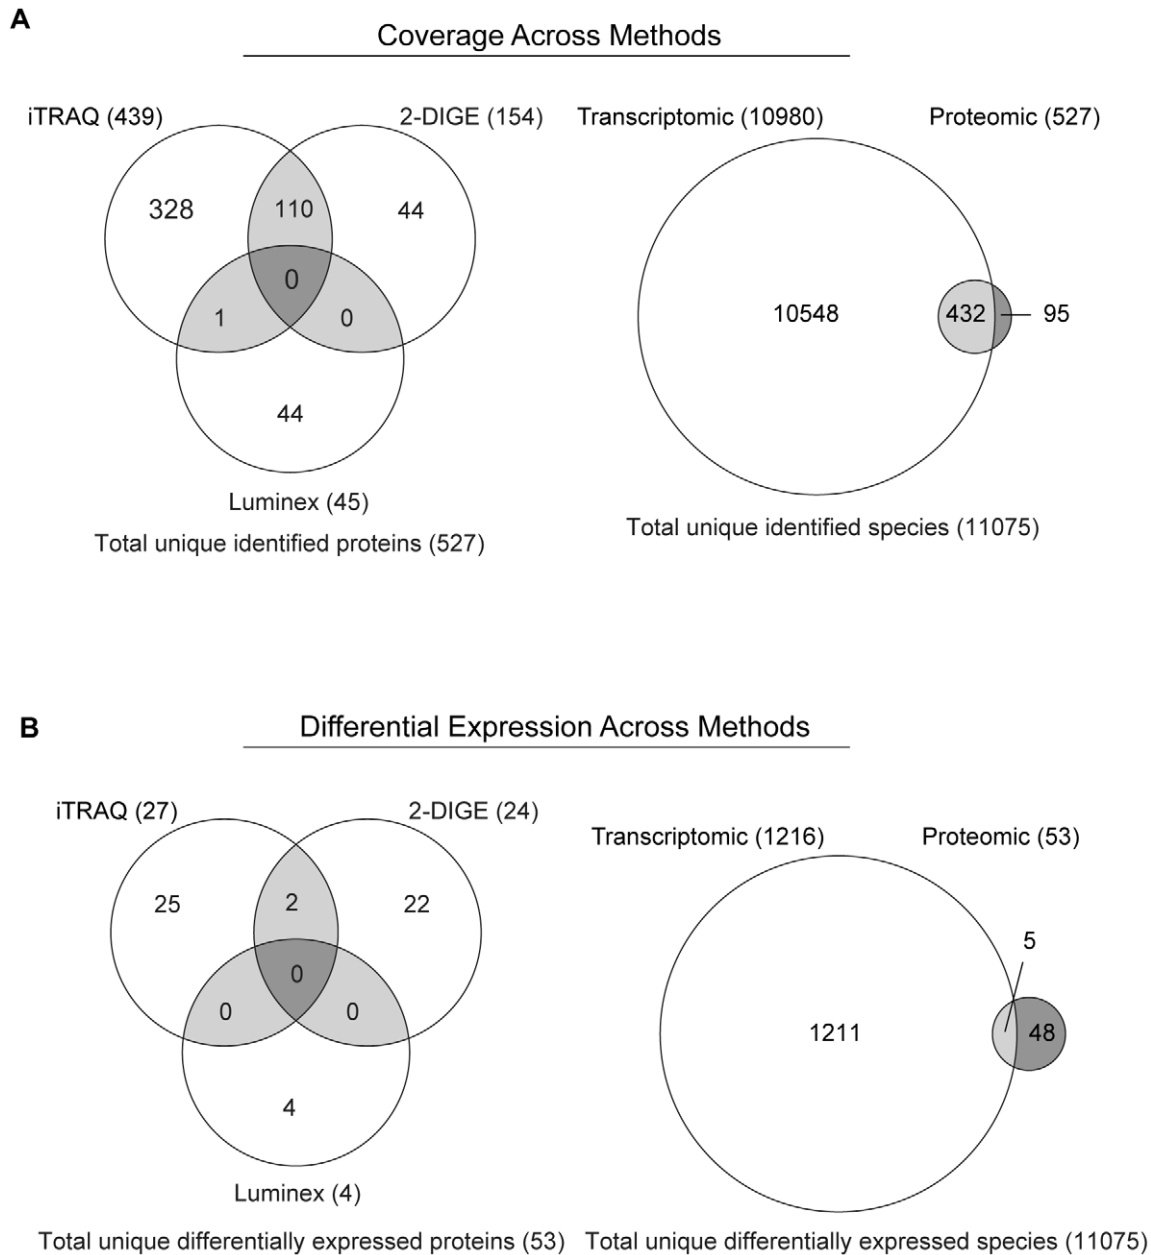 A
Coverage Across Methods
iTRAQ (439)
2-DIGE (154)
Transcriptomic (10980)
Proteomic (527)
328
110
44
0
1
0
44
10548
432
95
Luminex (45)
Total unique identified proteins (527)
Total unique identified species (11075)
B
Differential Expression Across Methods
iTRAQ (27)
2-DIGE (24)
Transcriptomic (1216)
Proteomic (53)
25
2
22
0
0
0
4
5
1211
48
Luminex (4)
Total unique differentially expressed proteins (53)
Total unique differentially expressed species (11075)